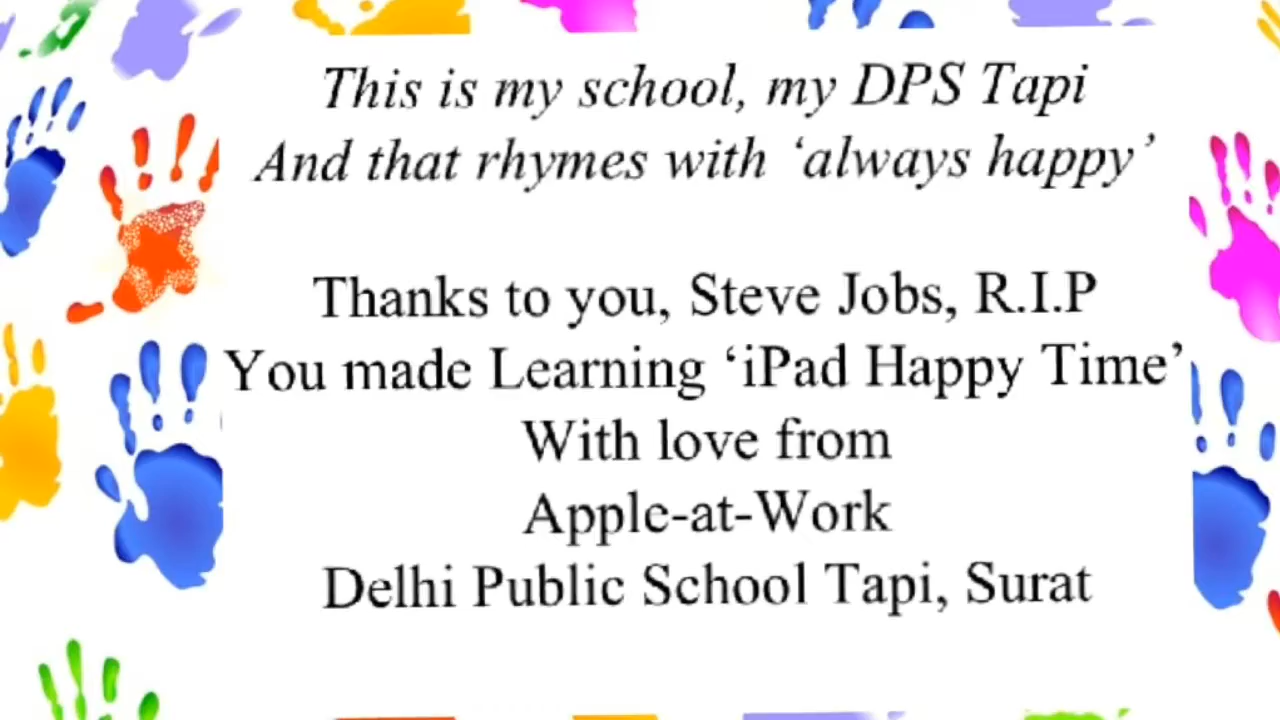 This is my school, my DPS Tapi
And that rhymes with ‘always happy’
Thanks to you, Steve Jobs, R.I.P
You made Learning ‘iPad Happy Time’
With love from
Apple-at-Work
Delhi Public School Tapi, Surat